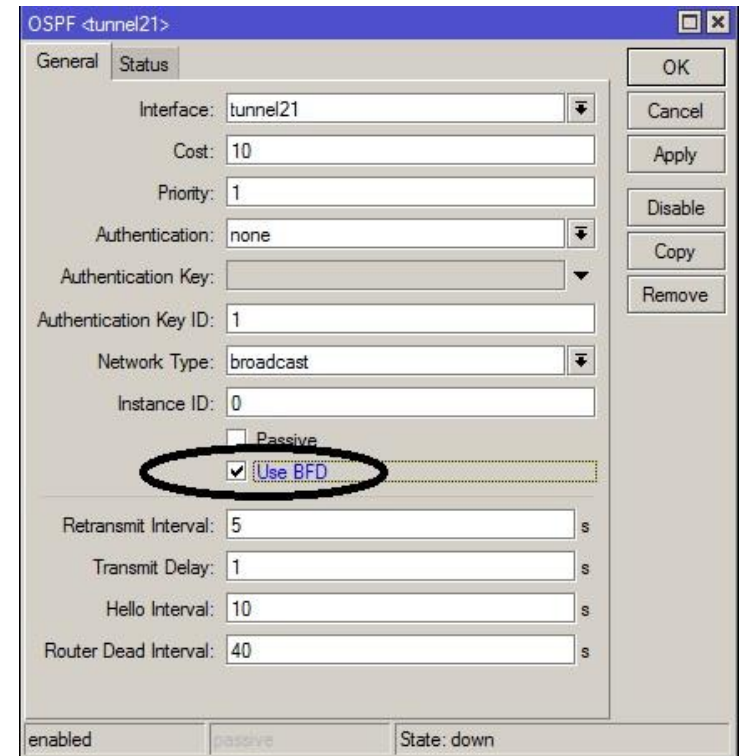 OSPF <tunnel21>
General Status
OK
Cancel
Apply
Disable
Copy
Remove
Interface: tunnel21
Cost: 10
Priority: 1
Authentication: none
Authentication Key:
Authentication Key ID: 1
Network Type: broadcast
Instance ID: 0
Passive
Use BFD
Retransmit Interval: 5 s
Transmit Delay: 1 s
Hello Interval: 10 s
Router Dead Interval: 40 s
enabled passive State: down